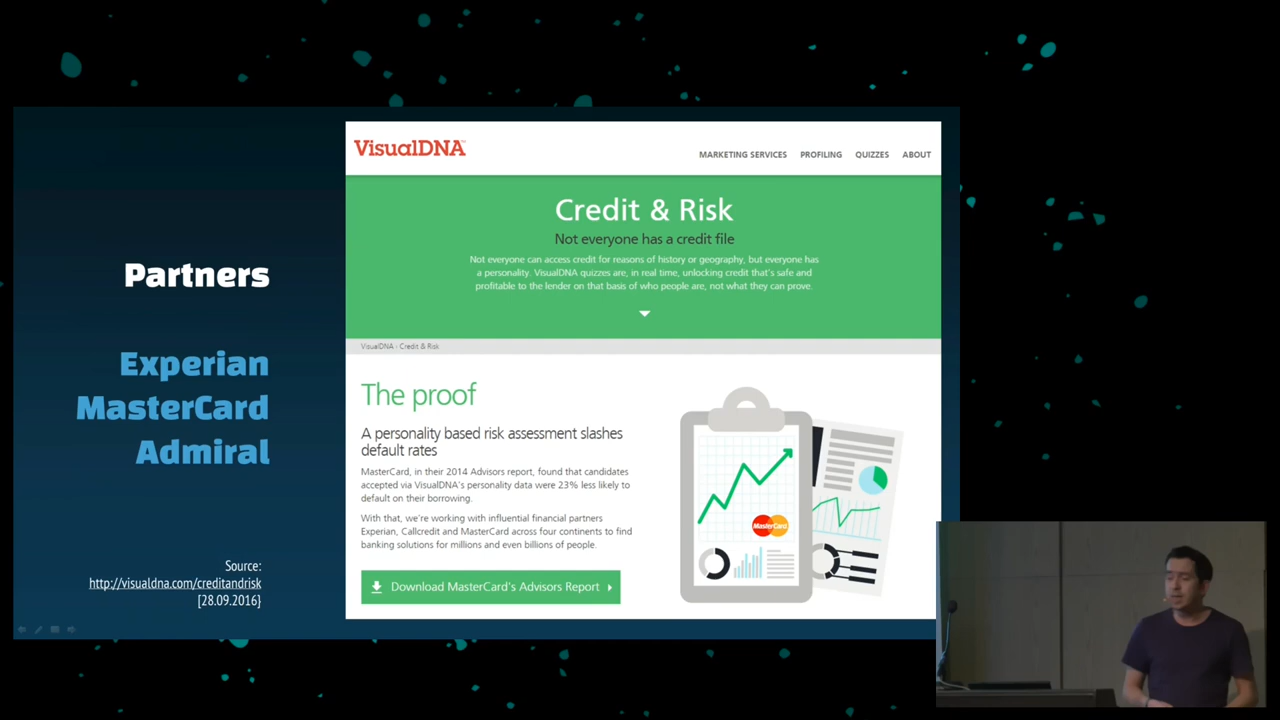 Partners
Experian
MasterCard
Admiral
Source:
http://visualdna.com/creditandrisk
[28.09.2016}
VisualDNA
MARKETING SERVICES PROFILING QUIZZES ABOUT
Credit & Risk
Not everyone has a credit file
Not everyone can access credit for reasons of history or geography, but everyone has
a personality. VisualDNA quizzes are, in real time, unlocking credit that's safe and
profitable to the lender on that basis of who people are, not what they can prove.
VisualDNA - Credit & Risk
The proof
A personality based risk assessment slashes
default rates
MasterCard, in their 2014 Advisors report, found that candidates
accepted via VisualDNA's personality data were 23% less likely to
default on their borrowing.
With that, we're working with influential financial partners
Experian, Callcredit and MasterCard across four continents to find
banking solutions for millions and even billions of people.
Download MasterCard's Advisors Report
MasterCard